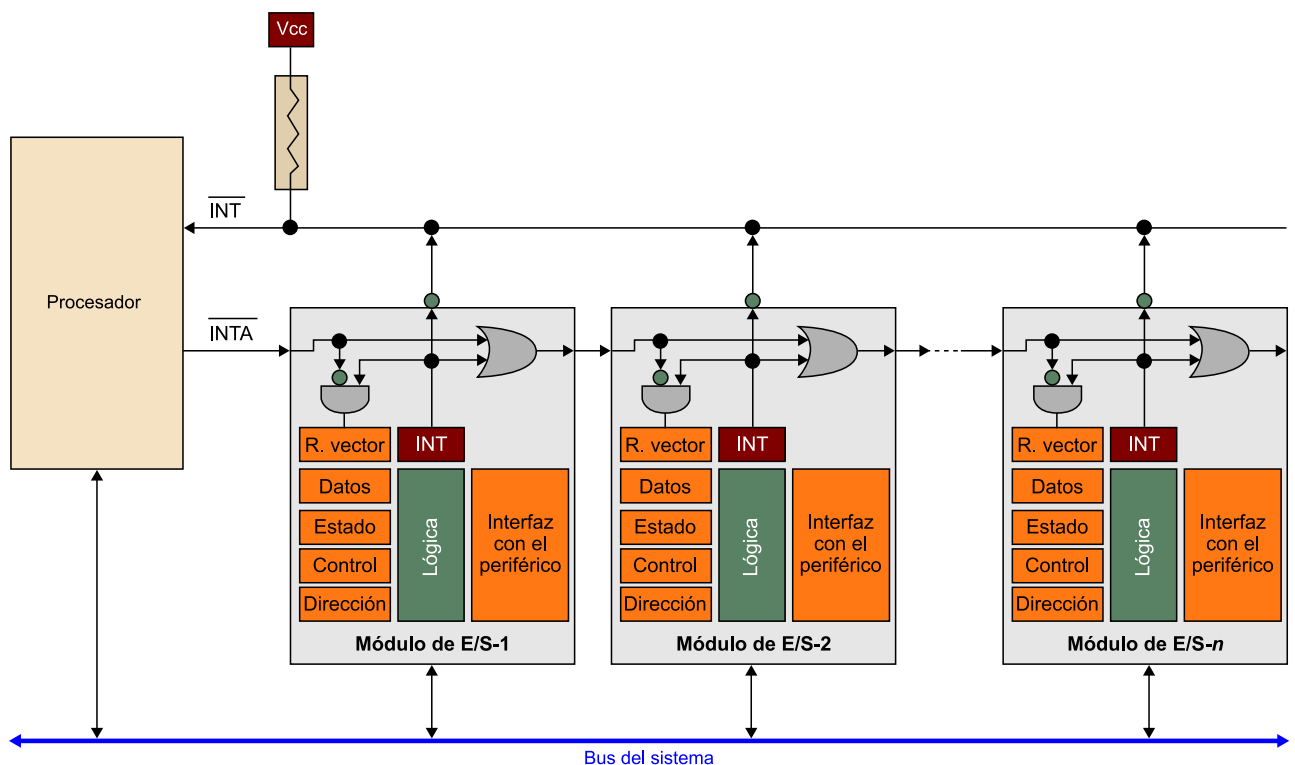 Vcc
INT
Procesador
INTA
R. vector
INT
Datos
Estado
Control
Dirección
Lógica
Interfaz
con el
periférico
Módulo de E/S-1
R. vector
INT
Datos
Estado
Control
Dirección
Lógica
Interfaz
con el
periférico
Módulo de E/S-2
R. vector
INT
Datos
Estado
Control
Dirección
Lógica
Interfaz
con el
periférico
Módulo de E/S-n
Bus del sistema